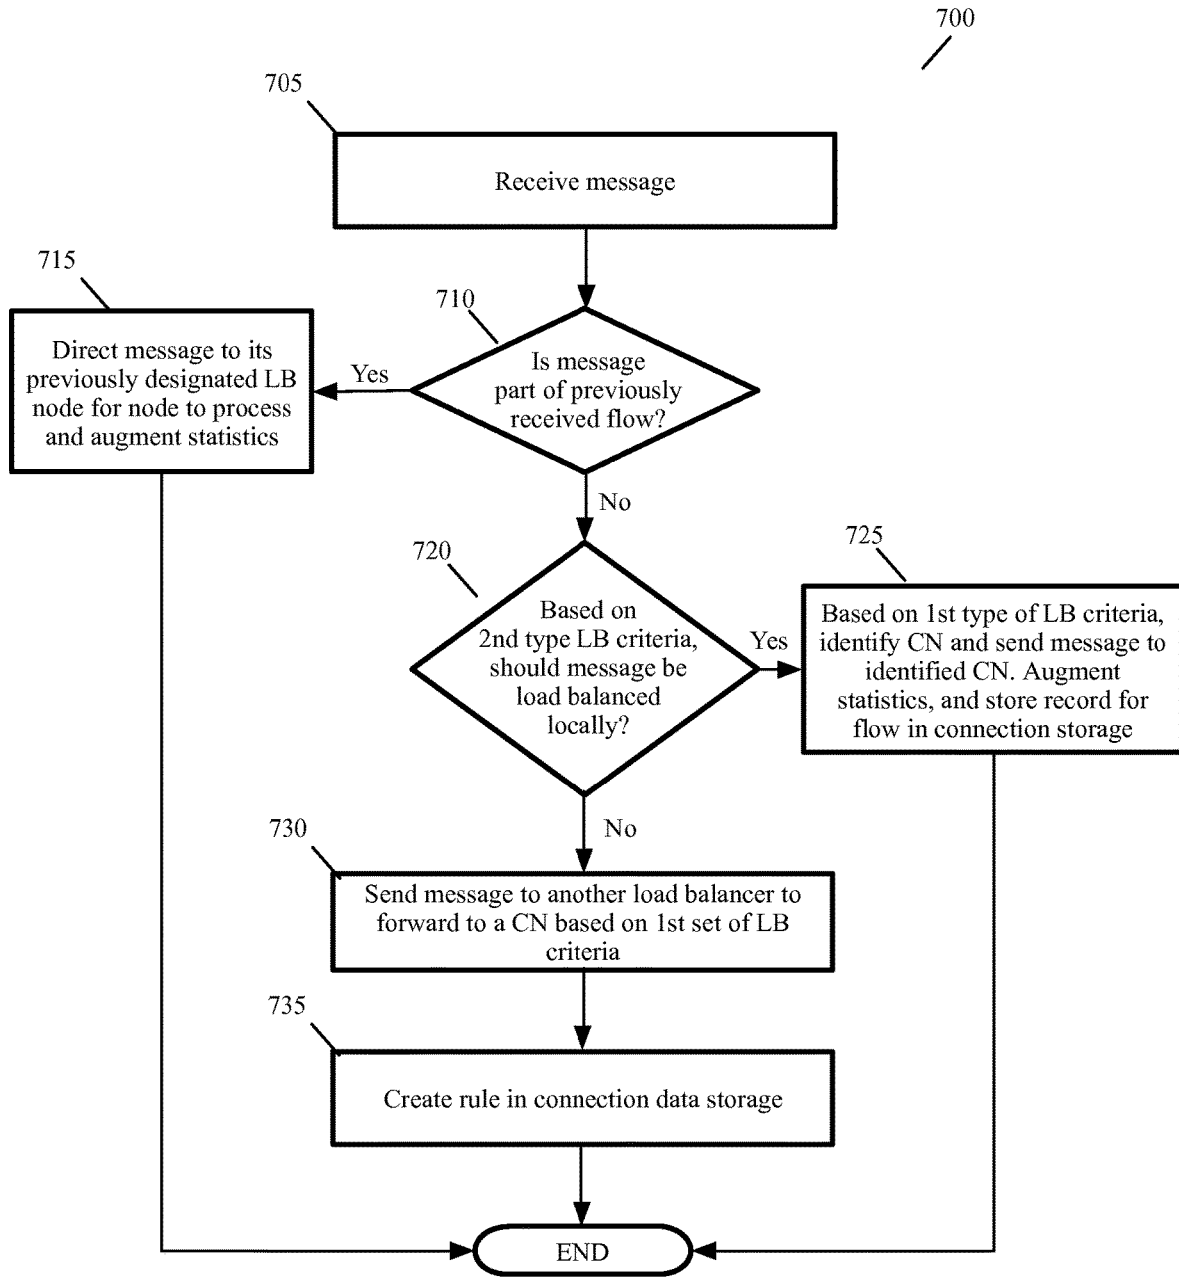 700
705
Receive message
715
710
Direct message to its
previously designated LB
node for node to process
and augment statistics
Yes
Is message
part of previously
received flow?
No
720
725
Based on
2nd type LB criteria,
should message be
load balanced
locally?
Yes
Based on 1st type of LB criteria,
identify CN and send message to
identified CN. Augment
statistics, and store record for
flow in connection storage
No
730
Send message to another load balancer to
forward to a CN based on 1st set of LB
criteria
735
Create rule in connection data storage
END